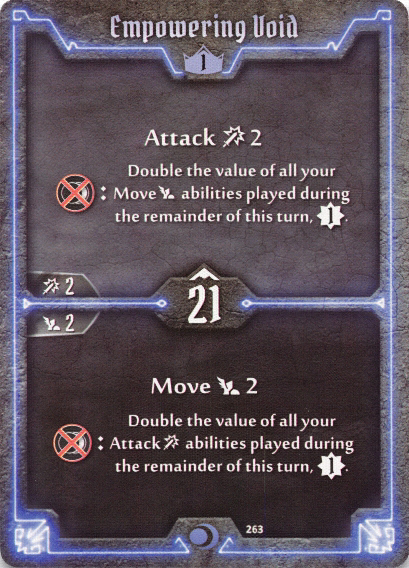 Empowering Void
1
Attack 2
Double the value of all your
: Move abilities played during
the remainder of this turn, 1
2
21
2
Move 2
Double the value of all your
: Attack abilities played during
the remainder of this turn, 1
263